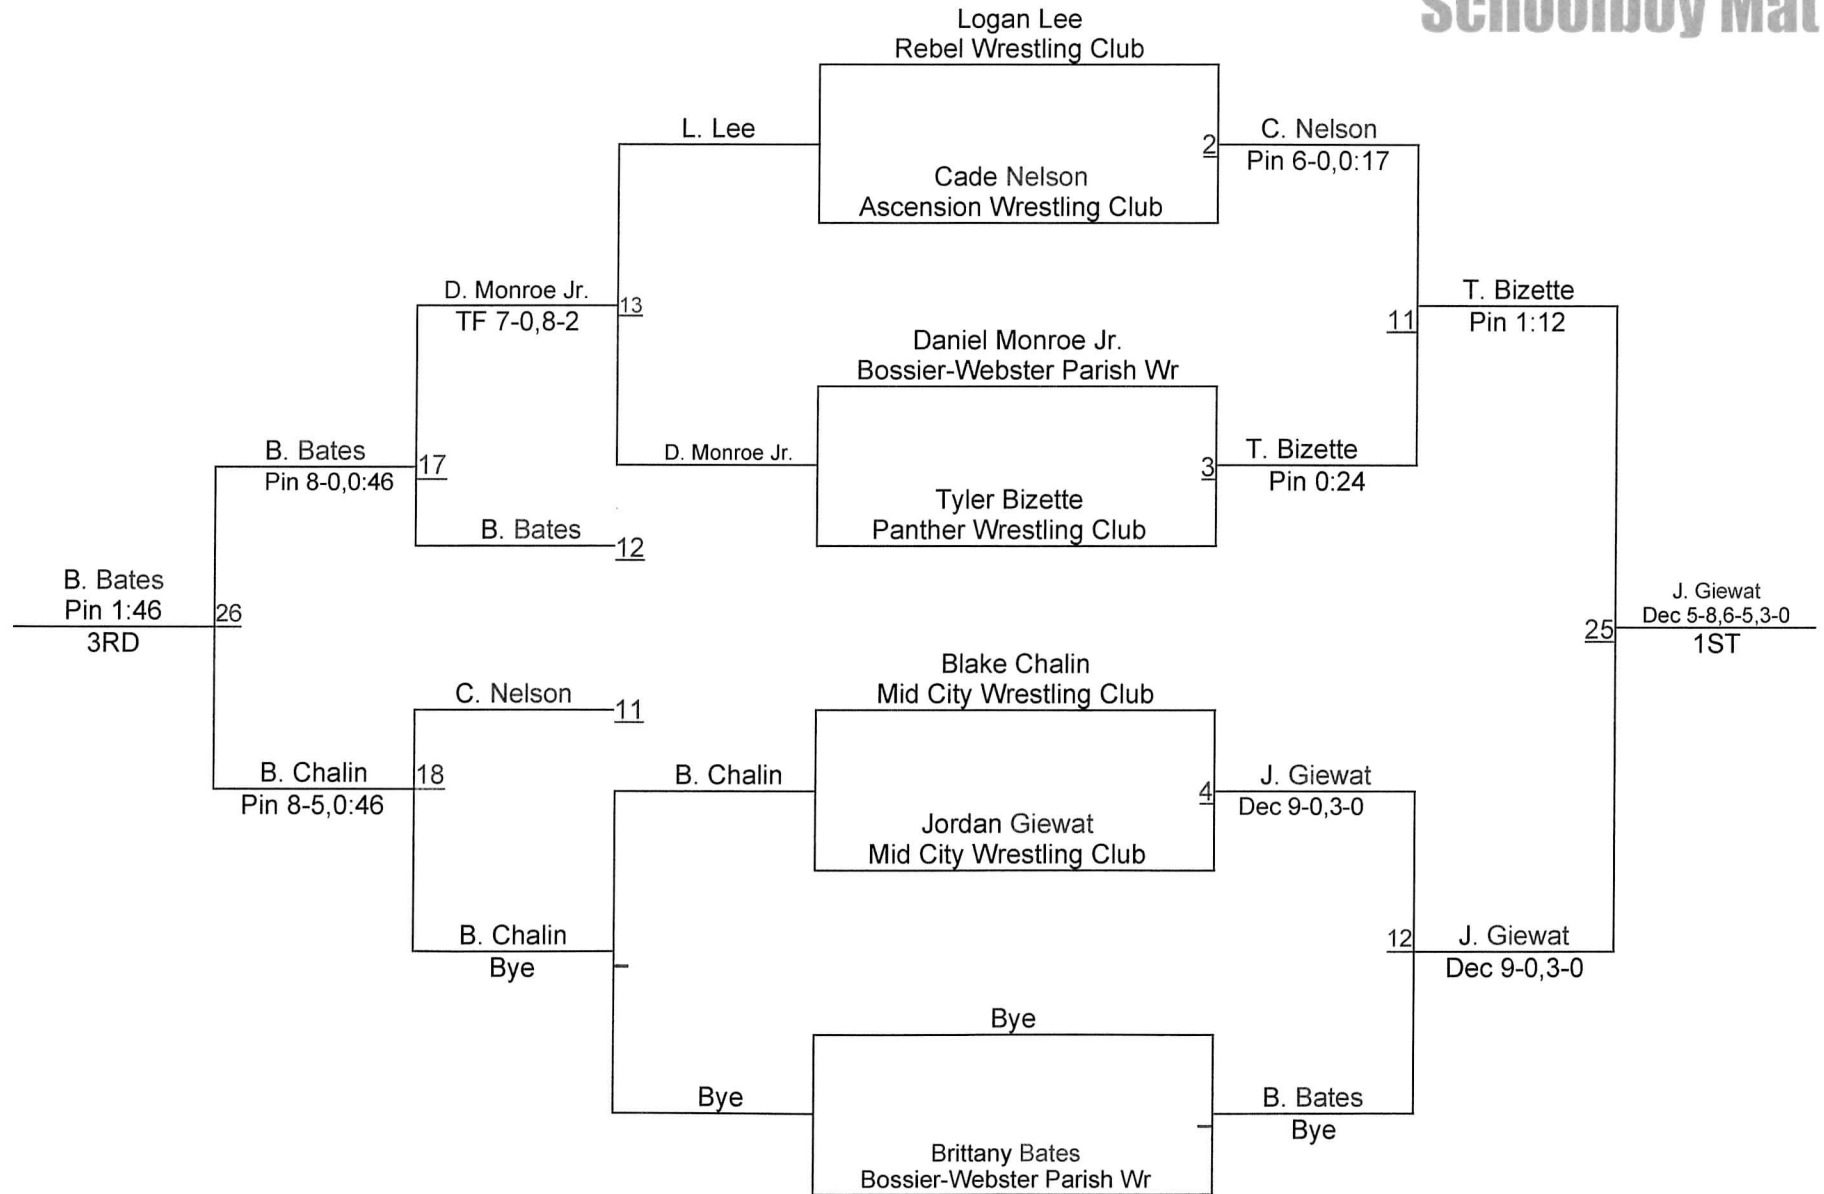 Schoolboy Mat
Logan Lee
Rebel Wrestling Club
L. Lee
2
C. Nelson
Pin 6-0,0:17
Cade Nelson
Ascension Wrestling Club
D. Monroe Jr.
TF 7-0,8-2
13
T. Bizette
Pin 1:12
11
Daniel Monroe Jr.
Bossier-Webster Parish Wr
B. Bates
Pin 8-0,0:46
17
D. Monroe Jr.
3
T. Bizette
Pin 0:24
Tyler Bizette
Panther Wrestling Club
B. Bates
12
B. Bates
Pin 1:46
3RD
26
J. Giewat
Dec 5-8,6-5,3-0
1ST
25
Blake Chalin
Mid City Wrestling Club
C. Nelson
11
B. Chalin
Pin 8-5,0:46
18
B. Chalin
4
J. Giewat
Dec 9-0,3-0
Jordan Giewat
Mid City Wrestling Club
B. Chalin
Bye
12
J. Giewat
Dec 9-0,3-0
Bye
Bye
B. Bates
Bye
Brittany Bates
Bossier-Webster Parish Wr